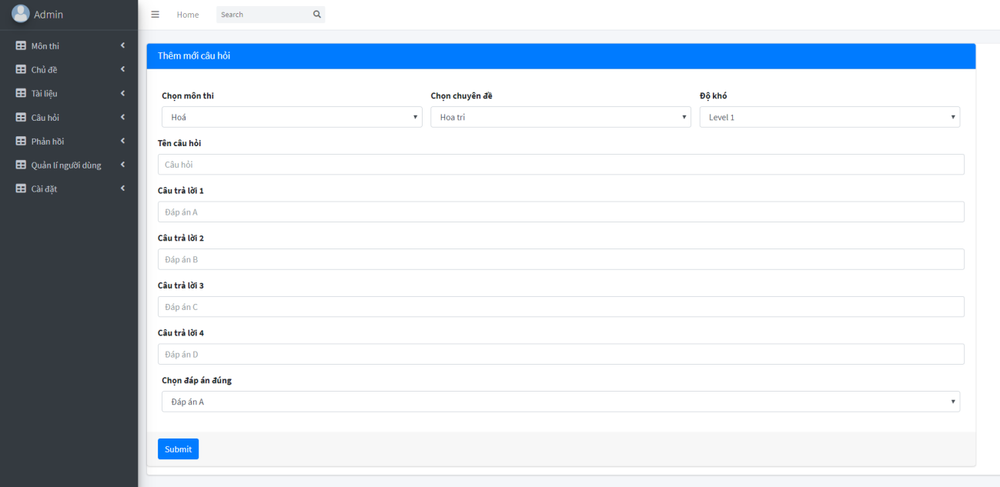 Admin
Home
Search
Môn thi
Chủ đề
Tài liệu
Câu hỏi
Phản hồi
Quản lí người dùng
Cài đặt
Thêm mới câu hỏi
Chọn môn thi
Chọn chuyên đề
Độ khó
Hoá
Hoa tri
Level 1
Tên câu hỏi
Câu hỏi
Câu trả lời 1
Đáp án A
Câu trả lời 2
Đáp án B
Câu trả lời 3
Đáp án C
Câu trả lời 4
Đáp án D
Chọn đáp án đúng
Đáp án A
Submit